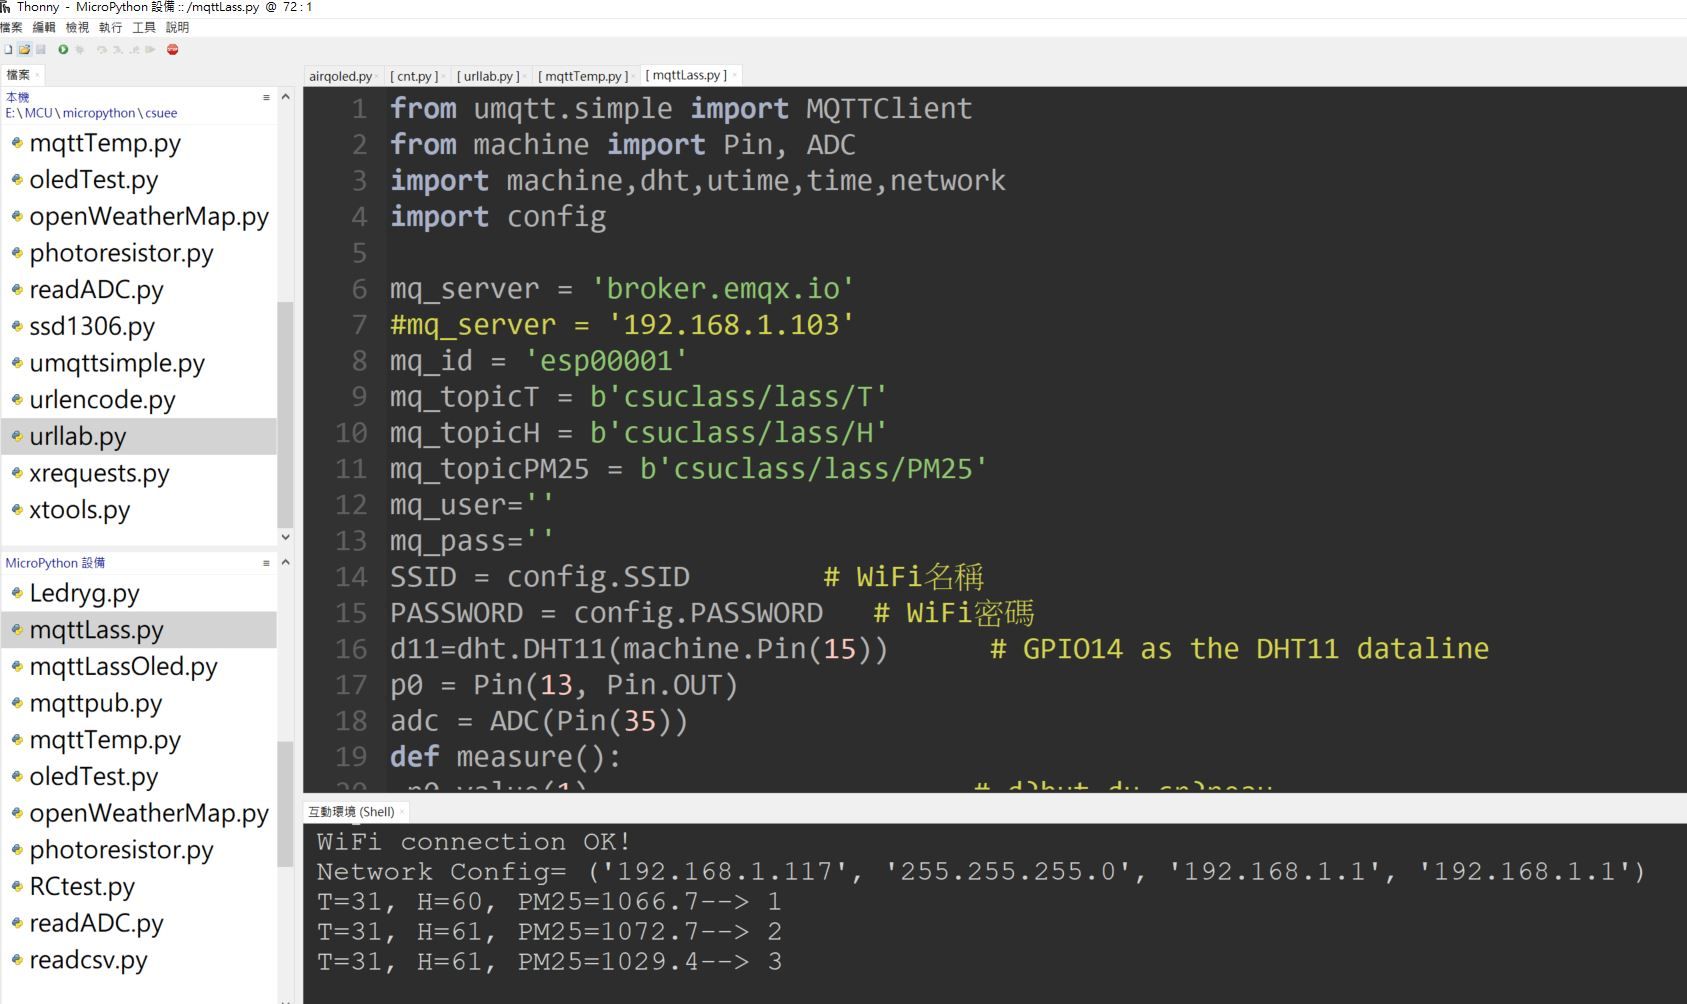 Thonny - MicroPython 設備 :: /mqttLass.py @ 72 : 1
檔案 編輯 檢視 執行 工具 說明
檔案
本機
E: \ MCU \ micropython \ csuee
mqttTemp.py
oledTest.py
openWeatherMap.py
photoresistor.py
readADC.py
ssd1306.py
umqttsimple.py
urlencode.py
urllab.py
xrequests.py
xtools.py
MicroPython 設備
Ledryg.py
mqttLass.py
mqttLassOled.py
mqttpub.py
mqttTemp.py
oledTest.py
openWeatherMap.py
photoresistor.py
RCtest.py
readADC.py
readcsv.py
airqoled.py [ cnt.py ] [ urllab.py ] [ mqttTemp.py ] [ mqttLass.py ]
1 from umqtt.simple import MQTTClient
2 from machine import Pin, ADC
3 import machine,dht,utime,time,network
4 import config
5
6 mq_server = 'broker.emqx.io'
7 #mq_server = '192.168.1.103'
8 mq_id = 'esp00001'
9 mq_topicT = b'csuclass/lass/T'
10 mq_topicH = b'csuclass/lass/H'
11 mq_topicPM25 = b'csuclass/lass/PM25'
12 mq_user=''
13 mq_pass=''
14 SSID = config.SSID # WiFi名稱
15 PASSWORD = config.PASSWORD # WiFi密碼
16 d11=dht.DHT11(machine.Pin(15)) # GPIO14 as the DHT11 dataline
17 p0 = Pin(13, Pin.OUT)
18 adc = ADC(Pin(35))
19 def measure():
20 p0.value(1)
互動環境 (Shell)
WiFi connection OK!
Network Config= ('192.168.1.117', '255.255.255.0', '192.168.1.1', '192.168.1.1')
T=31, H=60, PM25=1066.7--> 1
T=31, H=61, PM25=1072.7--> 2
T=31, H=61, PM25=1029.4--> 3